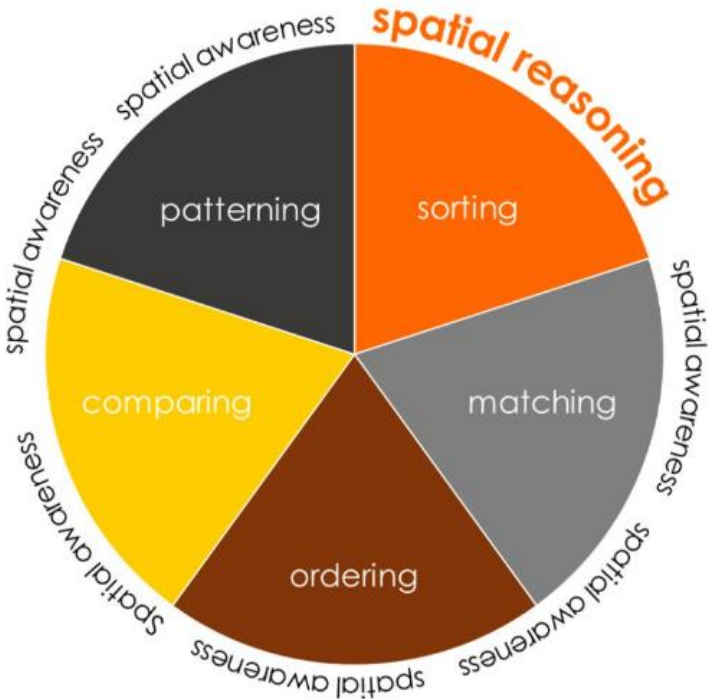 spatial reasoning
spatial awareness
spatial awareness
spatial awareness
Spatial awareness
spatial awareness
spatial awareness
patterning
sorting
comparing
matching
ordering